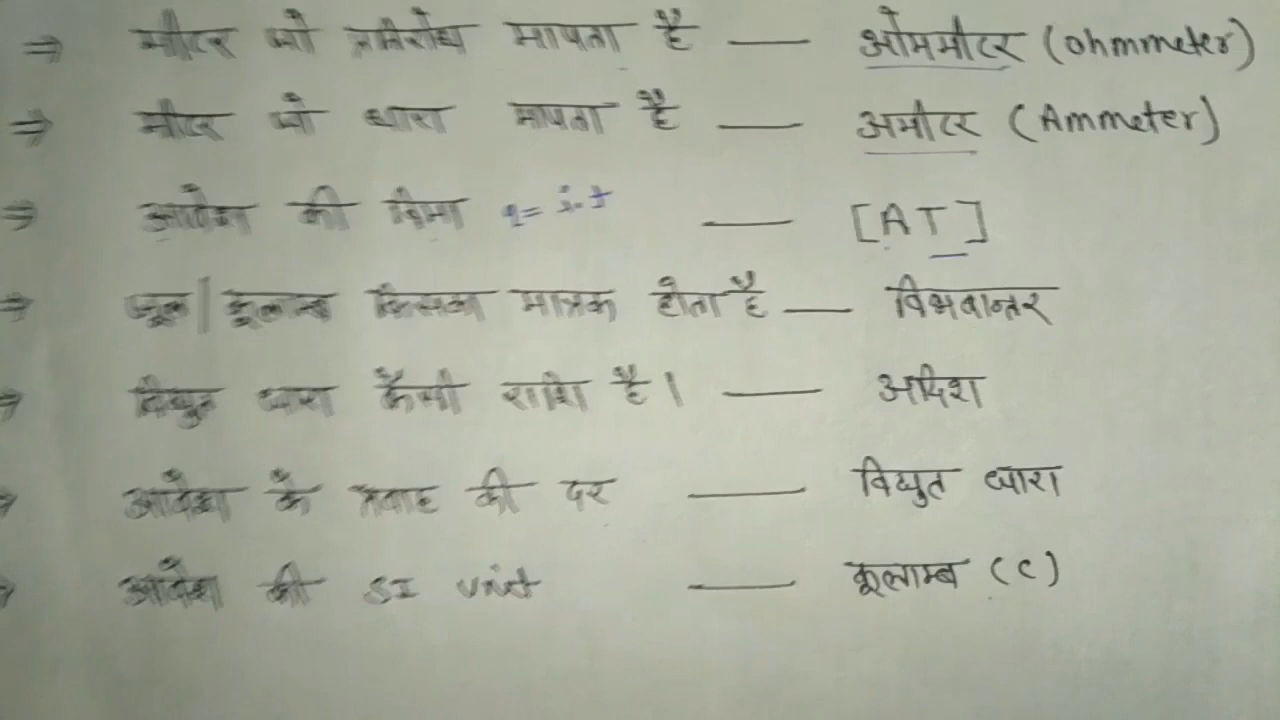 ⇒ मीटर जो प्रतिरोध मापता है — ओममीटर (ohmmeter)
⇒ मीटर जो धारा मापता है — अमीटर (Ammeter)
⇒ आवेश की विमा q = i.t — [AT]
⇒ जूल/कूलाम्ब किसका मात्रक होता है — विभवान्तर
⇒ विद्युत धारा कैसी राशि है। — अदिश
⇒ आवेश के प्रवाह की दर — विद्युत धारा
⇒ आवेश की SI unit — कूलाम्ब (C)